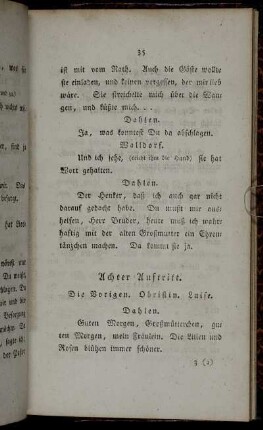 35
ist mit vom Rath. Auch die Gäste wollte
sie einladen, und keinen vergessen, der mir lieb
wäre. Sie streichelte mich über die Wan
gen, und küßte mich. . .
Dahlen.
Ja, was konntest Du da abschlagen.
Walldorf.
Und ich sehe, (reicht ihm die Hand) sie hat
Wort gehalten.
Dahlen.
Der Henker, daß ich auch gar nicht
darauf gedacht habe. Du mußt mir aus
helfen, Herr Bruder, heute muß ich wahr
haftig mit der alten Großmutter ein Ehren
tänzchen machen. Da kommt sie ja.
Achter Auftritt.
Die Vorigen. Obristin. Luise.
Dahlen.
Guten Morgen, Großmütterchen, gu
ten Morgen, mein Fräulein. Die Lilien und
Rosen blühen immer schöner.